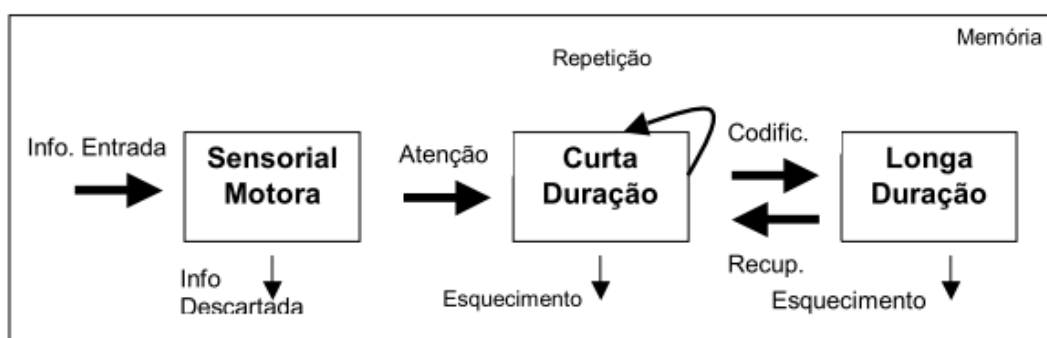 Memória
Repetição
Info. Entrada
Sensorial
Motora
Atenção
Curta
Duração
Codific.
Longa
Duração
Recup.
Info
Descartada
Esquecimento
Esquecimento